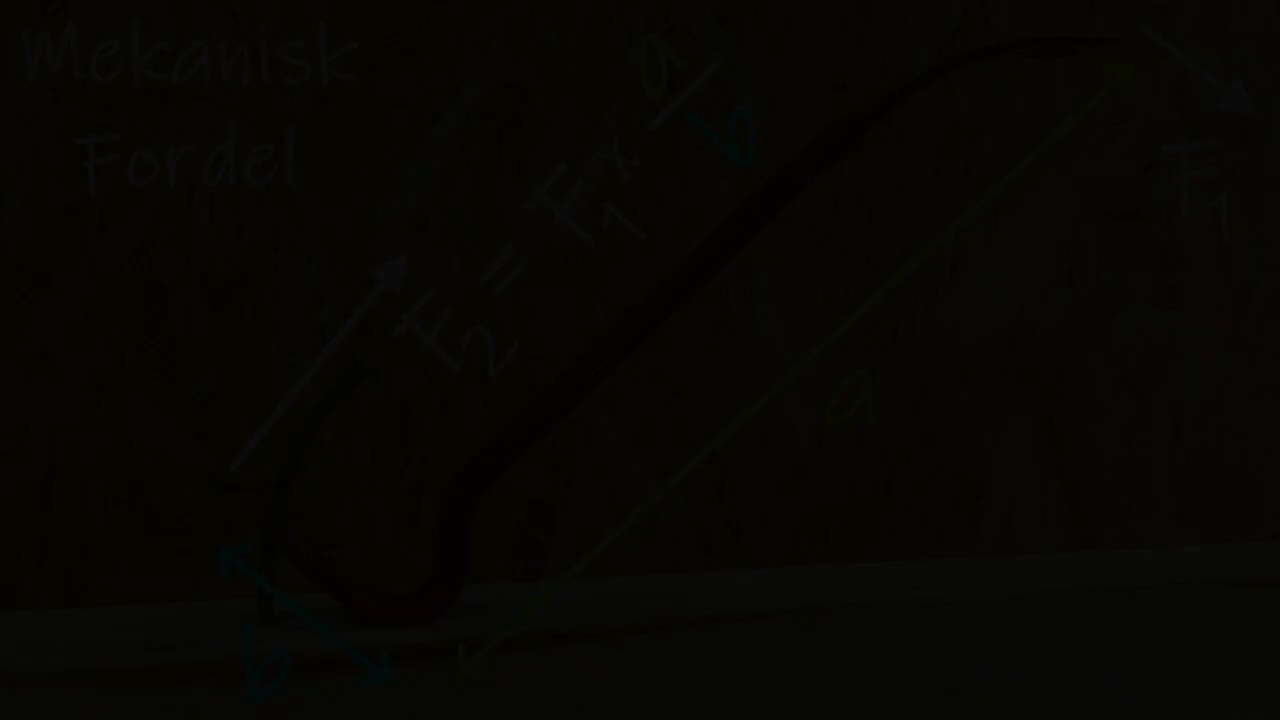 Mekanisk
Fordel
F₂ = F₁ * a/b
F₁
a
b